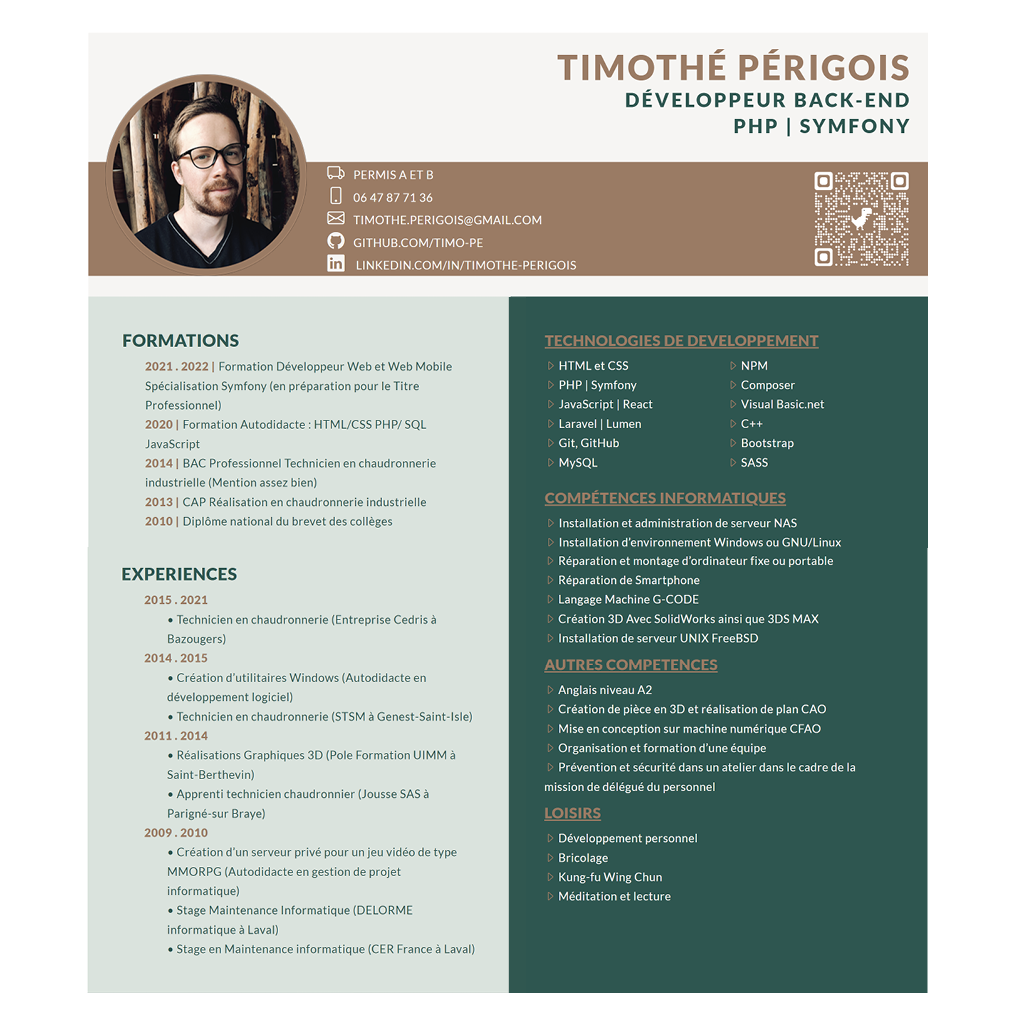 TIMOTHÉ PÉRIGOIS
DÉVELOPPEUR BACK-END
PHP | SYMFONY
PERMIS A ET B
06 47 87 71 36
TIMOTHE.PERIGOIS@GMAIL.COM
GITHUB.COM/TIMO-PE
LINKEDIN.COM/IN/TIMOTHE-PERIGOIS
FORMATIONS
2021 . 2022 | Formation Développeur Web et Web Mobile
Spécialisation Symfony (en préparation pour le Titre
Professionnel)
2020 | Formation Autodidacte : HTML/CSS PHP/ SQL
JavaScript
2014 | BAC Professionnel Technicien en chaudronnerie
industrielle (Mention assez bien)
2013 | CAP Réalisation en chaudronnerie industrielle
2010 | Diplôme national du brevet des collèges
EXPERIENCES
2015 . 2021
• Technicien en chaudronnerie (Entreprise Cedris à
Bazougers)
2014 . 2015
• Création d'utilitaires Windows (Autodidacte en
développement logiciel)
• Technicien en chaudronnerie (STSM à Genest-Saint-Isle)
2011 . 2014
• Réalisations Graphiques 3D (Pole Formation UIMM à
Saint-Berthevin)
• Apprenti technicien chaudronnier (Jousse SAS à
Parigné-sur Braye)
2009 . 2010
• Création d'un serveur privé pour un jeu vidéo de type
MMORPG (Autodidacte en gestion de projet
informatique)
• Stage Maintenance Informatique (DELORME
informatique à Laval)
• Stage en Maintenance informatique (CER France à Laval)
TECHNOLOGIES DE DEVELOPPEMENT
HTML et CSS
PHP | Symfony
JavaScript | React
Laravel | Lumen
Git, GitHub
MySQL
NPM
Composer
Visual Basic.net
C++
Bootstrap
SASS
COMPÉTENCES INFORMATIQUES
Installation et administration de serveur NAS
Installation d'environnement Windows ou GNU/Linux
Réparation et montage d'ordinateur fixe ou portable
Réparation de Smartphone
Langage Machine G-CODE
Création 3D Avec SolidWorks ainsi que 3DS MAX
Installation de serveur UNIX FreeBSD
AUTRES COMPETENCES
Anglais niveau A2
Création de pièce en 3D et réalisation de plan CAO
Mise en conception sur machine numérique CFAO
Organisation et formation d'une équipe
Prévention et sécurité dans un atelier dans le cadre de la
mission de délégué du personnel
LOISIRS
Développement personnel
Bricolage
Kung-fu Wing Chun
Méditation et lecture